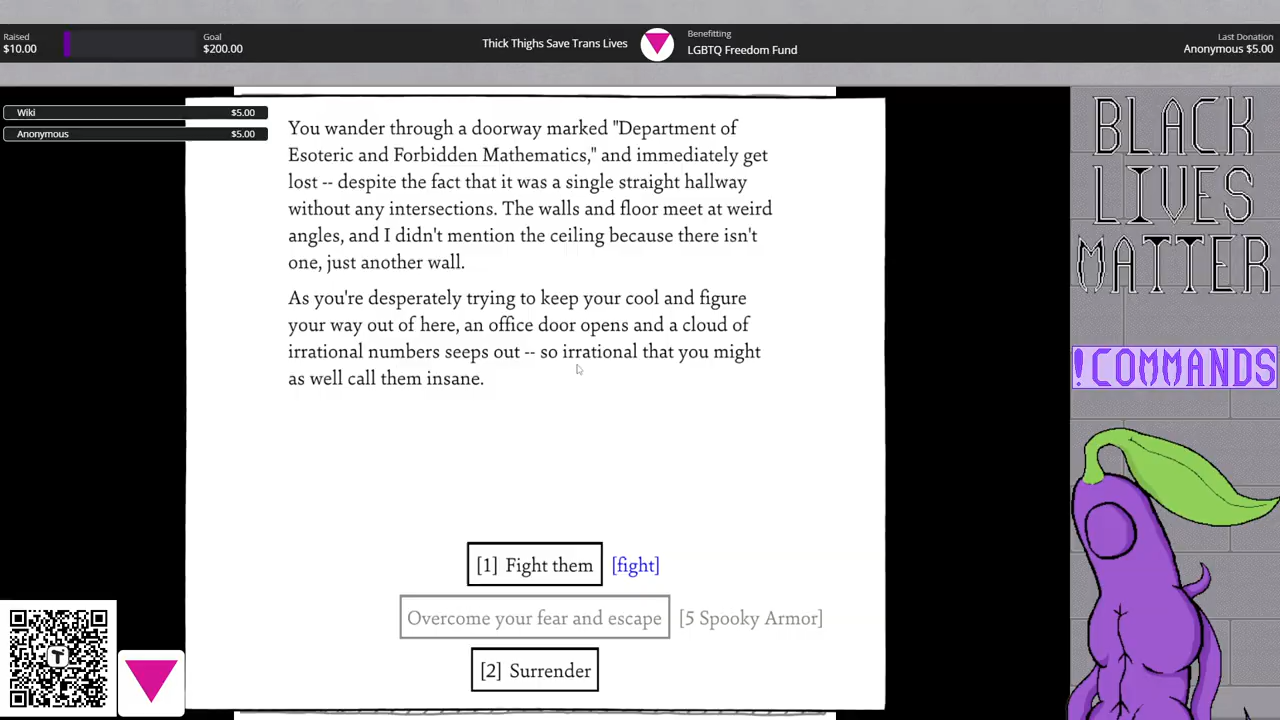 Raised
$10.00
Goal
$200.00
Thick Thighs Save Trans Lives
Benefitting
LGBTQ Freedom Fund
Last Donation
Anonymous $5.00
Wiki $5.00
Anonymous $5.00
You wander through a doorway marked "Department of
Esoteric and Forbidden Mathematics," and immediately get
lost -- despite the fact that it was a single straight hallway
without any intersections. The walls and floor meet at weird
angles, and I didn't mention the ceiling because there isn't
one, just another wall.
As you're desperately trying to keep your cool and figure
your way out of here, an office door opens and a cloud of
irrational numbers seeps out -- so irrational that you might
as well call them insane.
[1] Fight them [fight]
Overcome your fear and escape [5 Spooky Armor]
[2] Surrender
BLACK
LIVES
MATTER
!COMMANDS
T